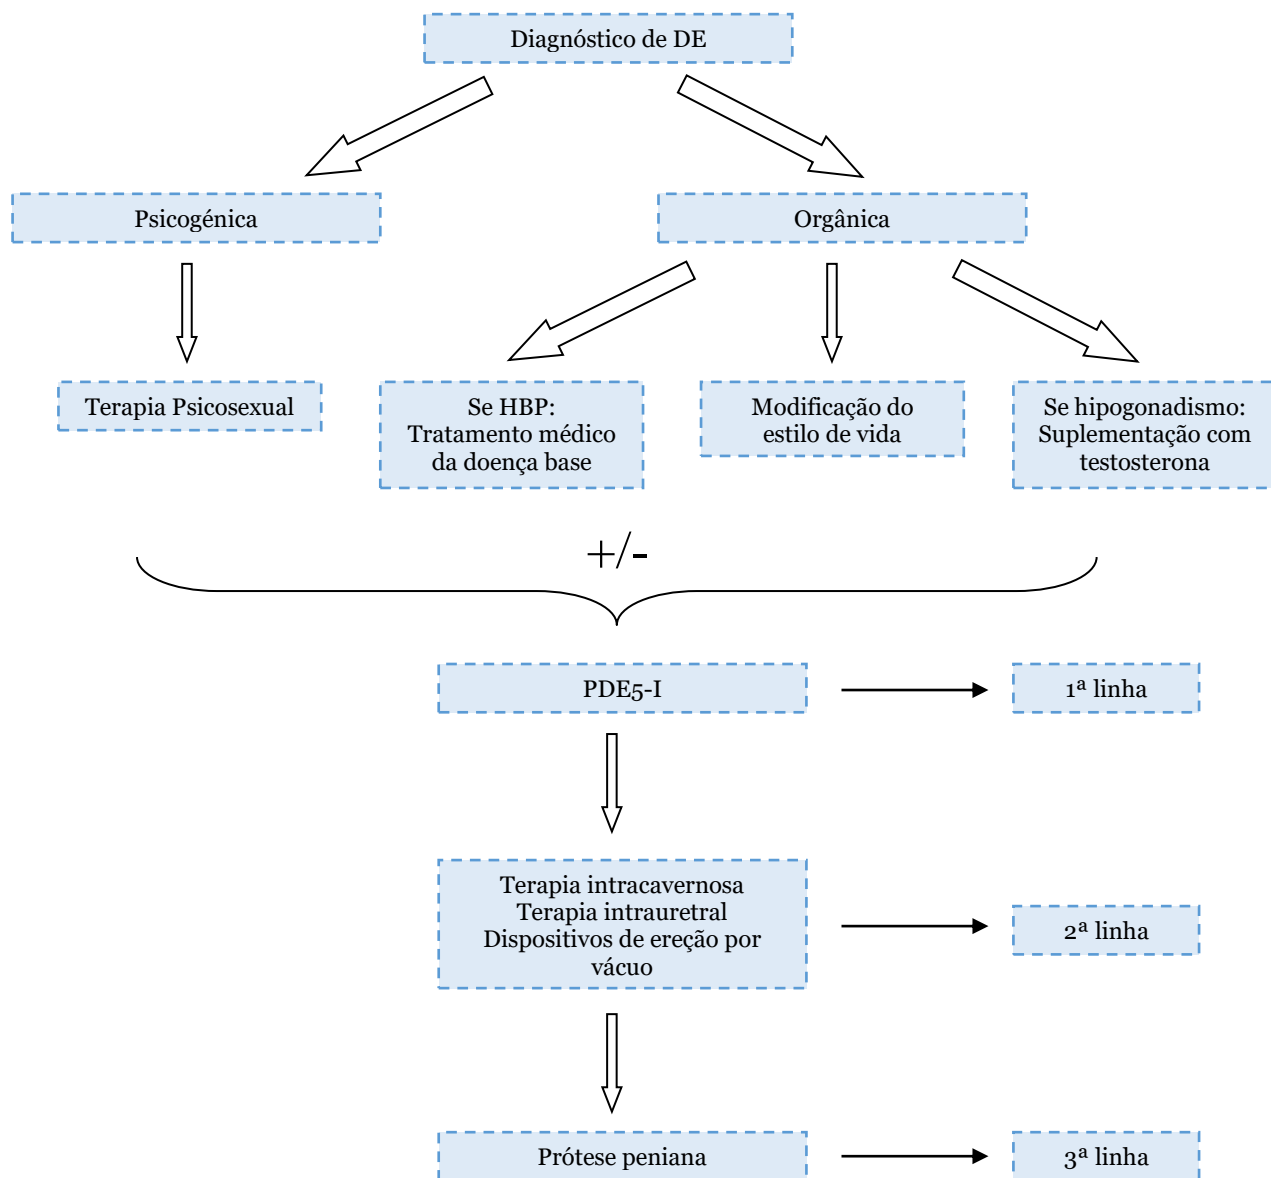 Diagnóstico de DE
Psicogénica
Orgânica
Terapia Psicosexual
Se HBP:
Tratamento médico
da doença base
Modificação do
estilo de vida
Se hipogonadismo:
Suplementação com
testosterona
+/-
PDE5-I
1ª linha
Terapia intracavernosa
Terapia intrauretral
Dispositivos de ereção por
vácuo
2ª linha
Prótese peniana
3ª linha